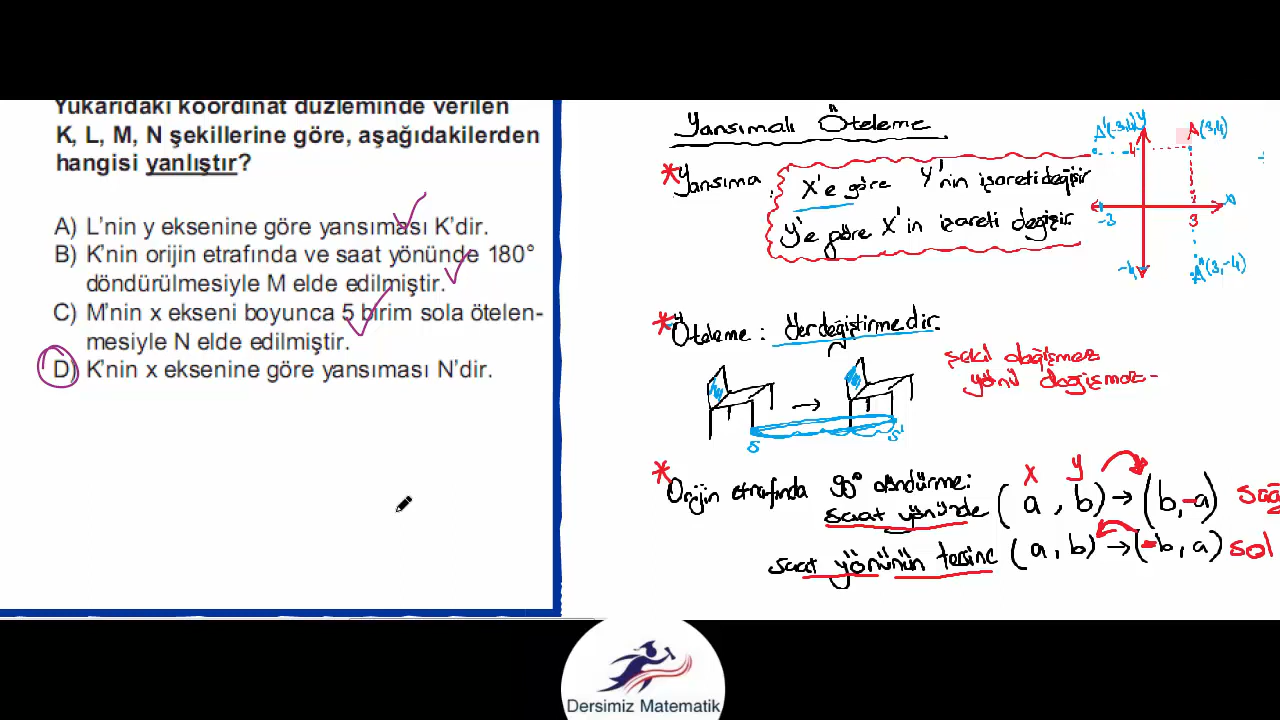 Yukarıdaki koordinat düzleminde verilen
K, L, M, N şekillerine göre, aşağıdakilerden
hangisi yanlıştır?
A) L'nin y eksenine göre yansıması K'dir.
B) K'nin orijin etrafında ve saat yönünde 180°
döndürülmesiyle M elde edilmiştir.
C) M'nin x ekseni boyunca 5 birim sola ötelen-
mesiyle N elde edilmiştir.
D) K'nin x eksenine göre yansıması N'dir.
Yansımalı Öteleme
*Yansıma
X'e göre Y'nin işareti değişir
Y'e göre X'in işareti değişir
A'(-3,4) y A(3,4)
4
x
-3 3
-4 A''(3,-4)
*Öteleme: Yer değiştirmedir.
şekil değişmez
yönü değişmez
S S'
*Orijin etrafında 90° döndürme:
x y
saat yönünde (a, b) → (b, -a) sağ
saat yönünün tersine (a, b) → (-b, a) sol
Dersimiz Matematik